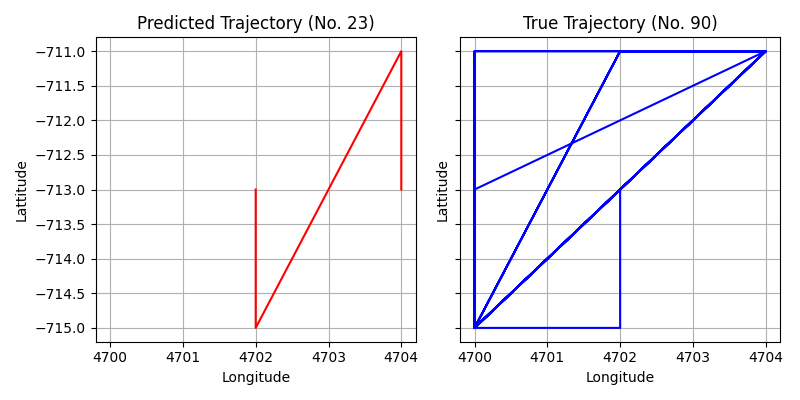 Predicted Trajectory (No. 23)
True Trajectory (No. 90)
−711.0
−711.5
−712.0
−712.5
−713.0
−713.5
−714.0
−714.5
−715.0
Lattitude
Lattitude
4700 4701 4702 4703 4704
4700 4701 4702 4703 4704
Longitude
Longitude